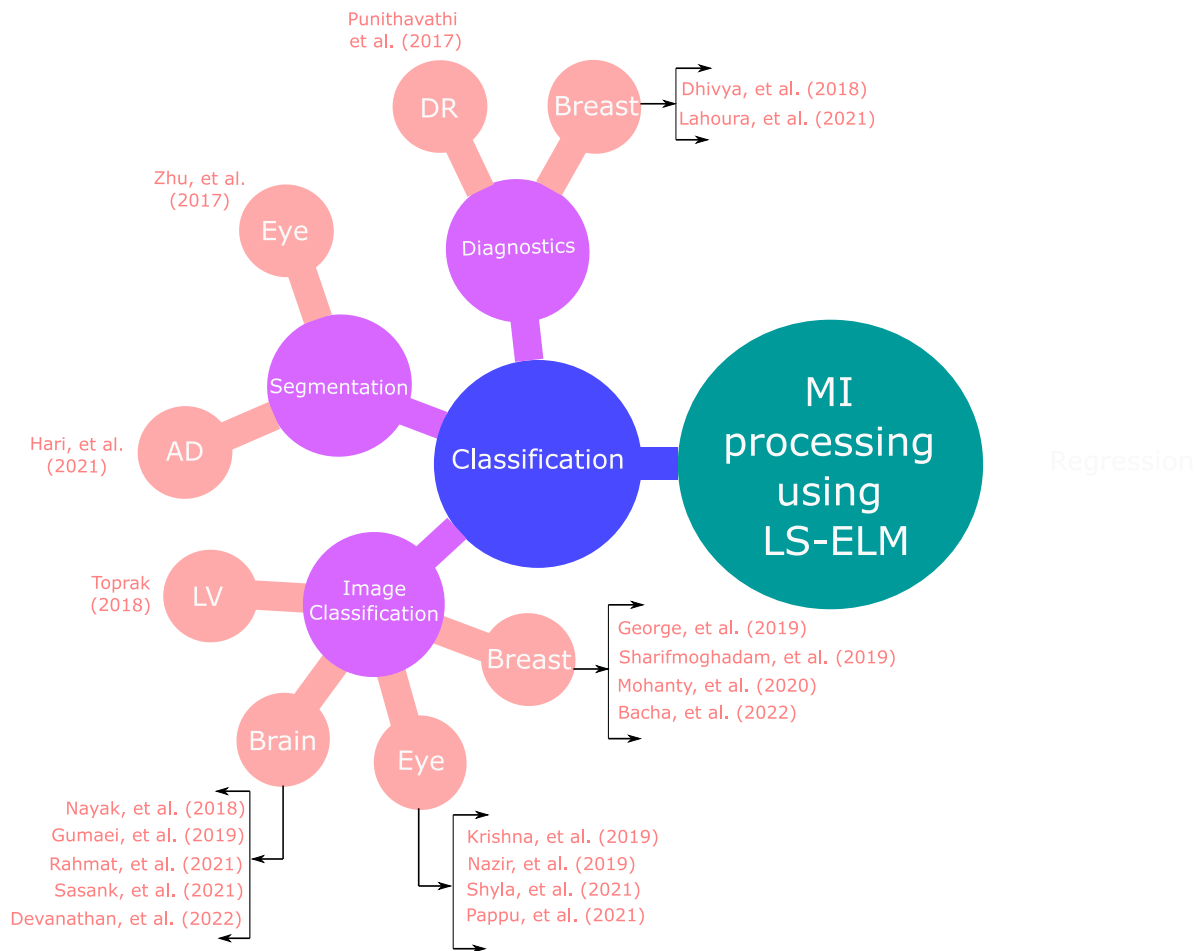 Punithavathi
et al. (2017)
DR
Breast
Dhivya, et al. (2018)
Lahoura, et al. (2021)
Zhu, et al.
(2017)
Eye
Diagnostics
Segmentation
Hari, et al.
(2021)
AD
Classification
MI
processing
using
LS-ELM
Regression
Toprak
(2018)
LV
Image
Classification
Breast
George, et al. (2019)
Sharifmoghadam, et al. (2019)
Mohanty, et al. (2020)
Bacha, et al. (2022)
Brain
Eye
Nayak, et al. (2018)
Gumaei, et al. (2019)
Rahmat, et al. (2021)
Sasank, et al. (2021)
Devanathan, et al. (2022)
Krishna, et al. (2019)
Nazir, et al. (2019)
Shyla, et al. (2021)
Pappu, et al. (2021)